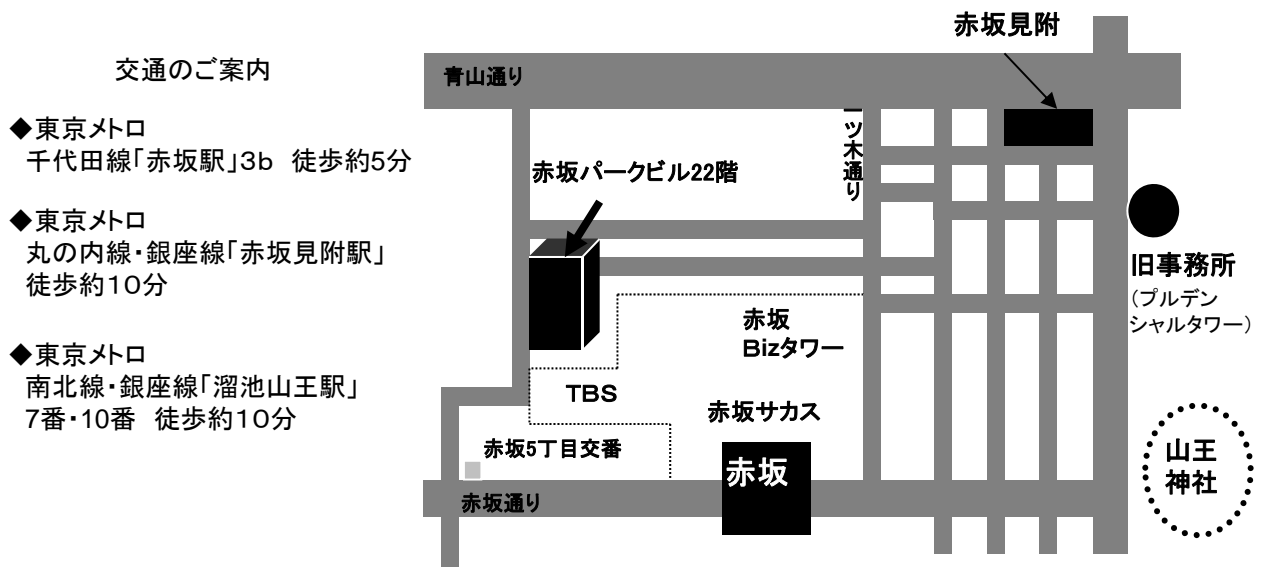 交通のご案内
◆東京メトロ
千代田線「赤坂駅」3b 徒歩約5分
◆東京メトロ
丸の内線・銀座線「赤坂見附駅」
徒歩約10分
◆東京メトロ
南北線・銀座線「溜池山王駅」
7番・10番 徒歩約10分
赤坂見附
青山通り
一ツ木通り
赤坂パークビル22階
旧事務所
(プルデン
シャルタワー)
赤坂
Bizタワー
TBS
赤坂サカス
赤坂5丁目交番
赤坂
赤坂通り
山王
神社